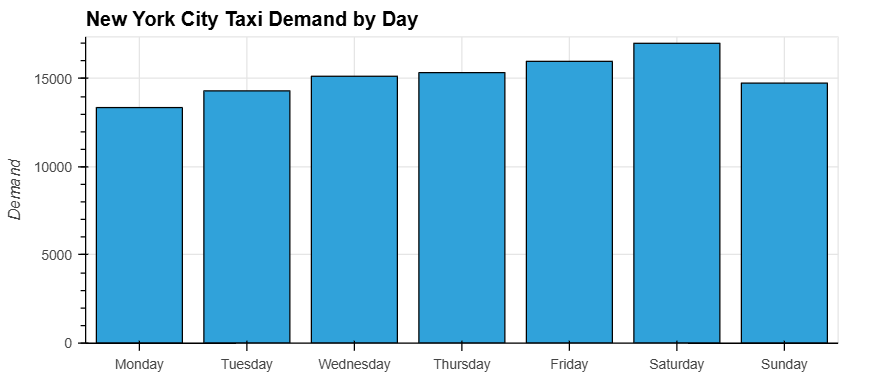 New York City Taxi Demand by Day
Demand
15000
10000
5000
0
Monday Tuesday Wednesday Thursday Friday Saturday Sunday